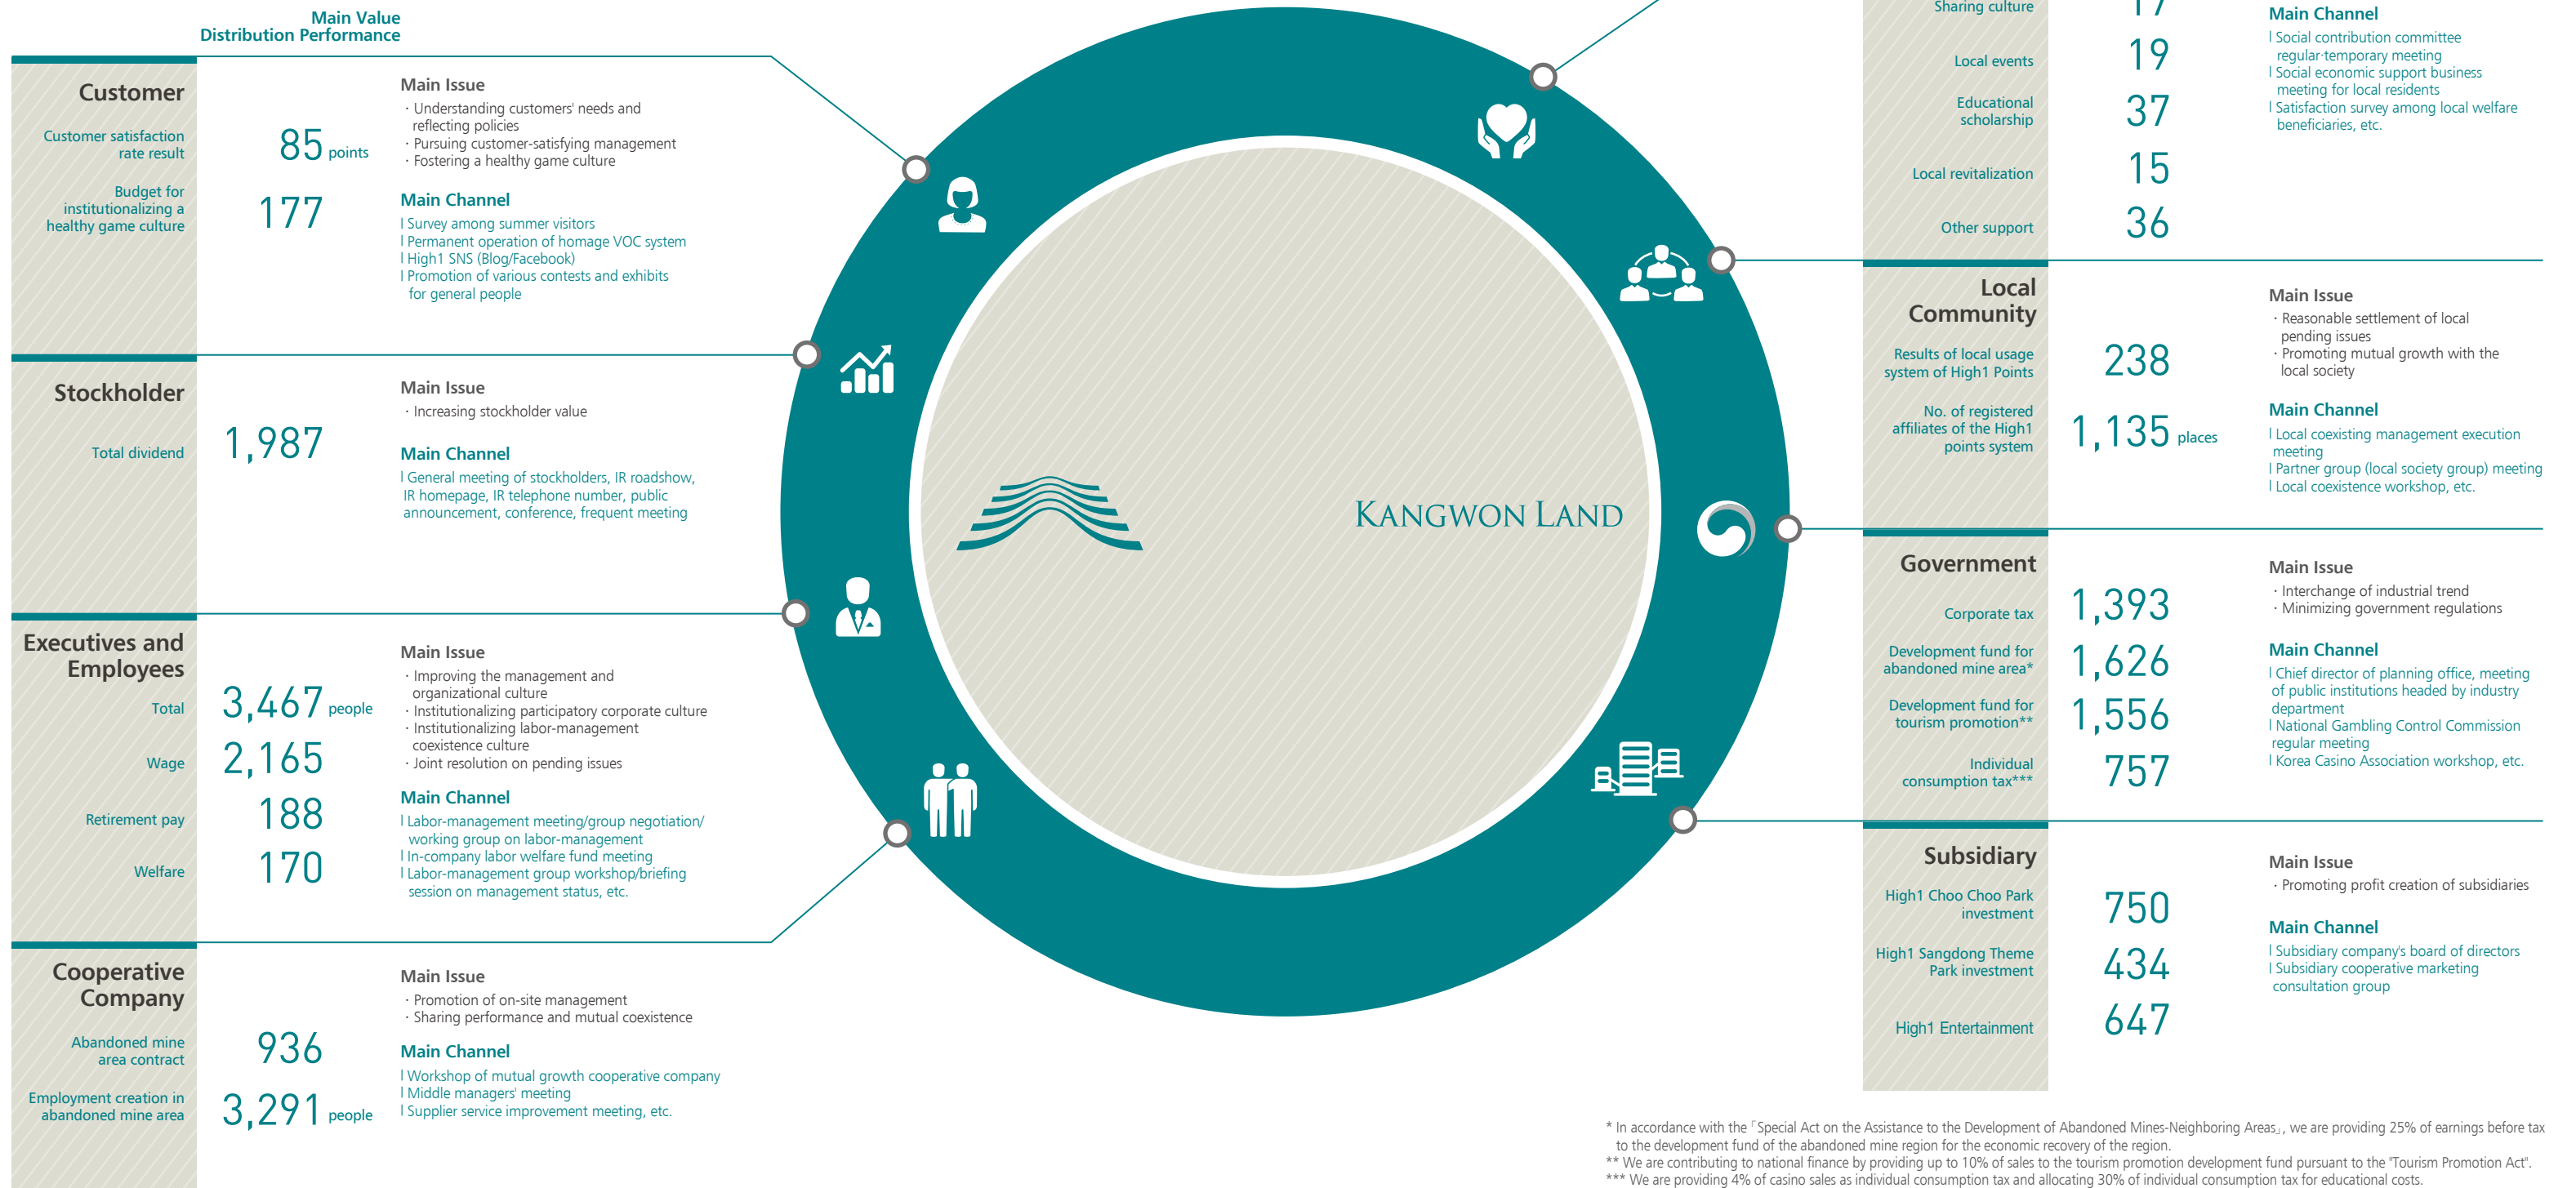 Main Value
Distribution Performance
Customer
Customer satisfaction
rate result
85 points
Budget for
institutionalizing a
healthy game culture
177
Main Issue
· Understanding customers' needs and
reflecting policies
· Pursuing customer-satisfying management
· Fostering a healthy game culture
Main Channel
l Survey among summer visitors
l Permanent operation of homage VOC system
l High1 SNS (Blog/Facebook)
l Promotion of various contests and exhibits
for general people
Stockholder
Total dividend
1,987
Main Issue
· Increasing stockholder value
Main Channel
l General meeting of stockholders, IR roadshow,
IR homepage, IR telephone number, public
announcement, conference, frequent meeting
Executives and
Employees
Total
3,467 people
Wage
2,165
Retirement pay
188
Welfare
170
Main Issue
· Improving the management and
organizational culture
· Institutionalizing participatory corporate culture
· Institutionalizing labor-management
coexistence culture
· Joint resolution on pending issues
Main Channel
l Labor-management meeting/group negotiation/
working group on labor-management
l In-company labor welfare fund meeting
l Labor-management group workshop/briefing
session on management status, etc.
Cooperative
Company
Abandoned mine
area contract
936
Employment creation in
abandoned mine area
3,291 people
Main Issue
· Promotion of on-site management
· Sharing performance and mutual coexistence
Main Channel
l Workshop of mutual growth cooperative company
l Middle managers' meeting
l Supplier service improvement meeting, etc.
KANGWON LAND
Sharing culture
17
Local events
19
Educational
scholarship
37
Local revitalization
15
Other support
36
Main Channel
l Social contribution committee
regular·temporary meeting
l Social economic support business
meeting for local residents
l Satisfaction survey among local welfare
beneficiaries, etc.
Local
Community
Results of local usage
system of High1 Points
238
No. of registered
affiliates of the High1
points system
1,135 places
Main Issue
· Reasonable settlement of local
pending issues
· Promoting mutual growth with the
local society
Main Channel
l Local coexisting management execution
meeting
l Partner group (local society group) meeting
l Local coexistence workshop, etc.
Government
Corporate tax
1,393
Development fund for
abandoned mine area*
1,626
Development fund for
tourism promotion**
1,556
Individual
consumption tax***
757
Main Issue
· Interchange of industrial trend
· Minimizing government regulations
Main Channel
l Chief director of planning office, meeting
of public institutions headed by industry
department
l National Gambling Control Commission
regular meeting
l Korea Casino Association workshop, etc.
Subsidiary
High1 Choo Choo Park
investment
750
High1 Sangdong Theme
Park investment
434
High1 Entertainment
647
Main Issue
· Promoting profit creation of subsidiaries
Main Channel
l Subsidiary company's board of directors
l Subsidiary cooperative marketing
consultation group
* In accordance with the「Special Act on the Assistance to the Development of Abandoned Mines-Neighboring Areas」, we are providing 25% of earnings before tax
to the development fund of the abandoned mine region for the economic recovery of the region.
** We are contributing to national finance by providing up to 10% of sales to the tourism promotion development fund pursuant to the "Tourism Promotion Act".
*** We are providing 4% of casino sales as individual consumption tax and allocating 30% of individual consumption tax for educational costs.